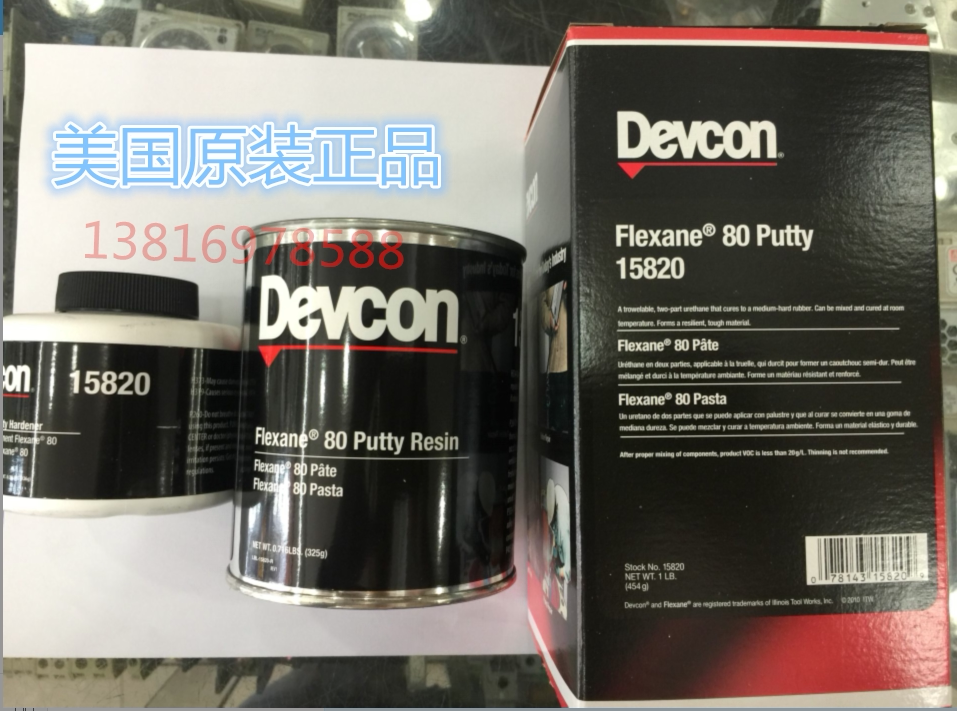 美国原装正品
13816978588
con®
15820
ty Hardener
Devcon®
Flexane® 80 Putty Resin
Flexane® 80 Pâte
Flexane® 80 Pasta
(325g)
Devcon®
Flexane® 80 Putty
15820
A trowelable, two-part urethane that cures to a medium-hard rubber. Can be mixed and cured at room
temperature. Forms a resilient, tough material.
Flexane® 80 Pâte
Uréthane en deux parties, applicable à la truelle, qui durcit pour former un caoutchouc semi-dur. Peut être
mélangé et durci à la température ambiante. Forme un matériau résistant et renforcé.
Flexane® 80 Pasta
Un uretano de dos partes que se puede aplicar con palustre y que al curar se convierte en una goma de
mediana dureza. Se puede mezclar y curar a temperatura ambiente. Forma un material elástico y durable.
After proper mixing of components, product VOC is less than 20g/L. Thinning is not recommended.
Stock No. 15820
NET WT. 1 LB.
(454g)
0 78143 15820 9
Devcon® and Flexane® are registered trademarks of Illinois Tool Works, Inc.